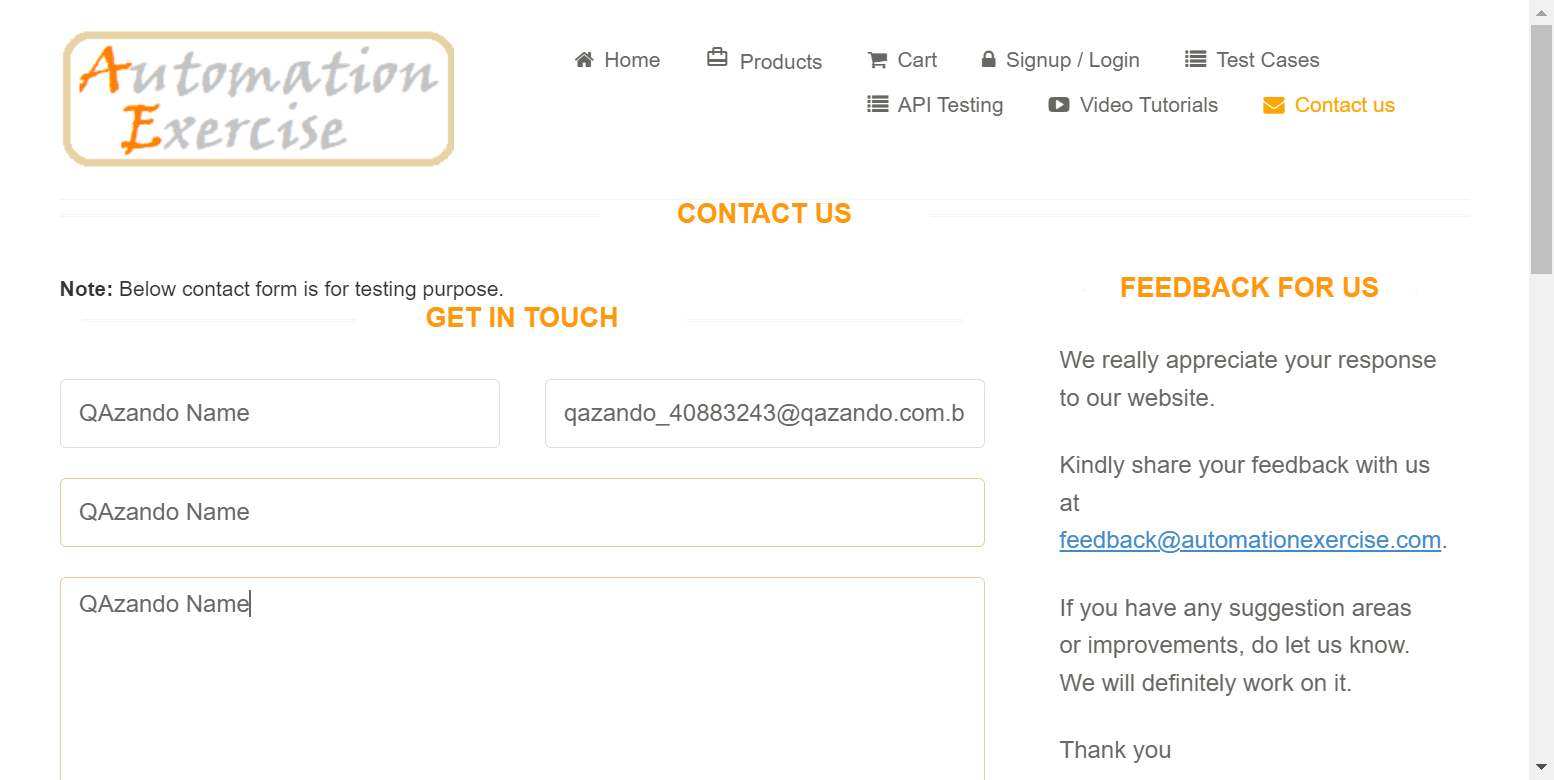 Automation
Exercise
Home
Products
Cart
Signup / Login
Test Cases
API Testing
Video Tutorials
Contact us
CONTACT US
Note: Below contact form is for testing purpose.
GET IN TOUCH
QAzando Name
qazando_40883243@qazando.com.b
QAzando Name
QAzando Name
FEEDBACK FOR US
We really appreciate your response
to our website.
Kindly share your feedback with us
at
feedback@automationexercise.com.
If you have any suggestion areas
or improvements, do let us know.
We will definitely work on it.
Thank you